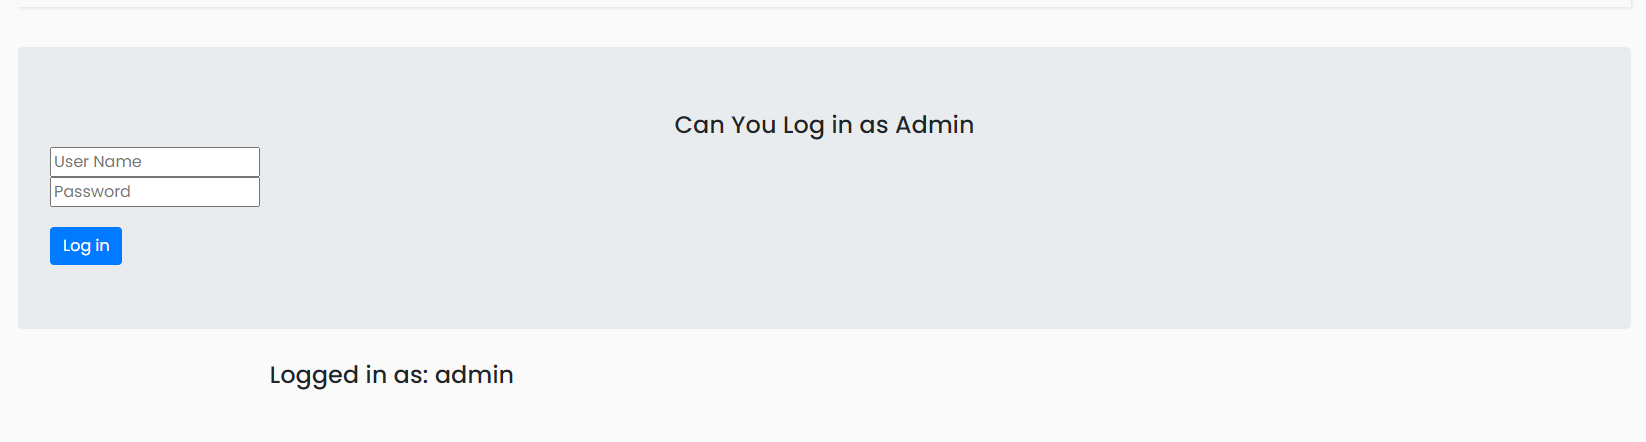 Can You Log in as Admin
User Name
Password
Log in
Logged in as: admin